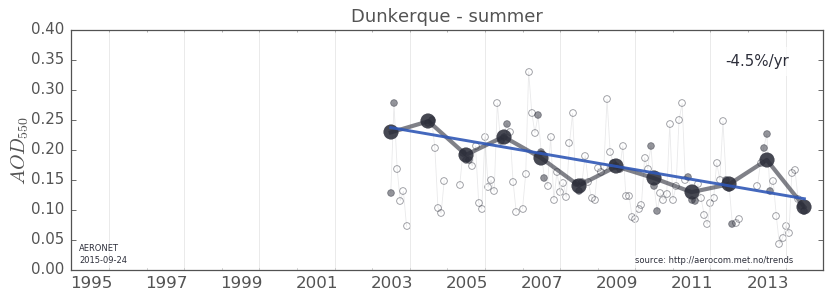 Dunkerque - summer
0.40
0.35
0.30
0.25
0.20
0.15
0.10
0.05
0.00
AOD550
-4.5%/yr
AERONET
2015-09-24
source: http://aerocom.met.no/trends
1995 1997 1999 2001 2003 2005 2007 2009 2011 2013